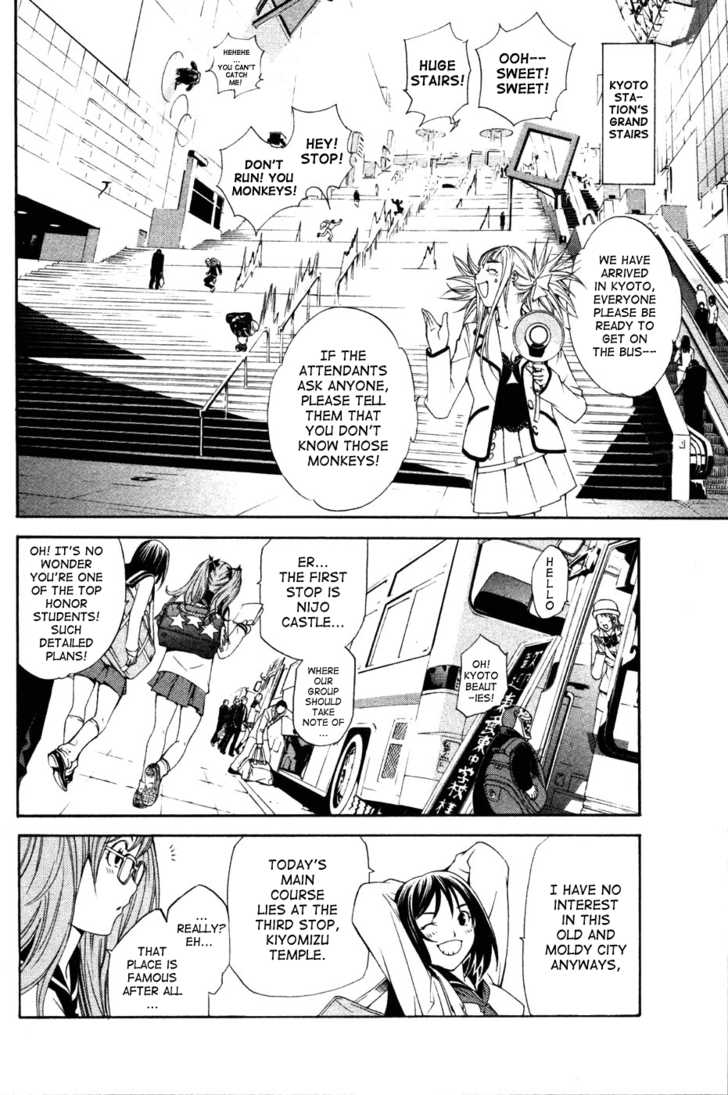 KYOTO
STA-
TION'S
GRAND
STAIRS
OOH--
SWEET!
SWEET!
HUGE
STAIRS!
HEHEHE
...
YOU CAN'T
CATCH
ME!
HEY!
STOP!
DON'T
RUN! YOU
MONKEYS!
WE HAVE
ARRIVED
IN KYOTO,
EVERYONE
PLEASE BE
READY TO
GET ON
THE BUS--
IF THE
ATTENDANTS
ASK ANYONE,
PLEASE TELL
THEM THAT
YOU DON'T
KNOW THOSE
MONKEYS!
H
E
L
L
O
OH!
KYOTO
BEAUT
-IES!
ER...
THE FIRST
STOP IS
NIJO
CASTLE...
WHERE
OUR
GROUP
SHOULD
TAKE
NOTE OF
...
OH! IT'S NO
WONDER
YOU'RE ONE
OF THE TOP
HONOR
STUDENTS!
SUCH
DETAILED
PLANS!
I HAVE NO
INTEREST
IN THIS
OLD AND
MOLDY CITY
ANYWAYS,
TODAY'S
MAIN
COURSE
LIES AT THE
THIRD STOP,
KIYOMIZU
TEMPLE.
...
REALLY?
EH...
THAT
PLACE IS
FAMOUS
AFTER ALL
...